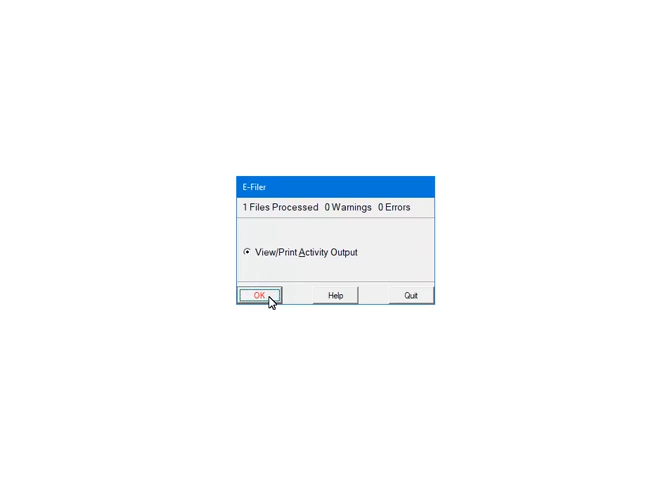 E-Filer
1 Files Processed 0 Warnings 0 Errors
View/Print Activity Output
OK Help Quit